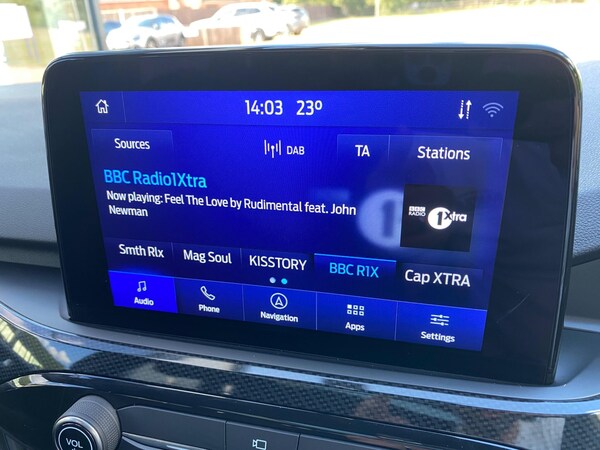 14:03 23°
Sources
DAB
TA
Stations
BBC Radio1Xtra
Now playing: Feel The Love by Rudimental feat. John
Newman
BBC
RADIO
1Xtra
Smth Rlx
Mag Soul
KISSTORY
BBC R1X
Cap XTRA
Audio
Phone
Navigation
Apps
Settings
VOL